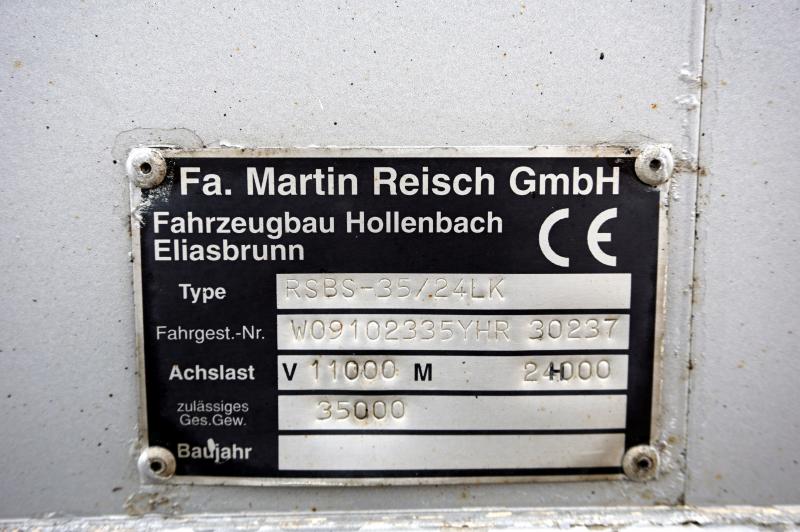 Fa. Martin Reisch GmbH
Fahrzeugbau Hollenbach
Eliasbrunn
CE
Type RSBS-35/24LK
Fahrgest.-Nr. W09102335YHR 30237
Achslast V 11000 M H 24000
zulässiges
Ges.Gew. 35000
Baujahr